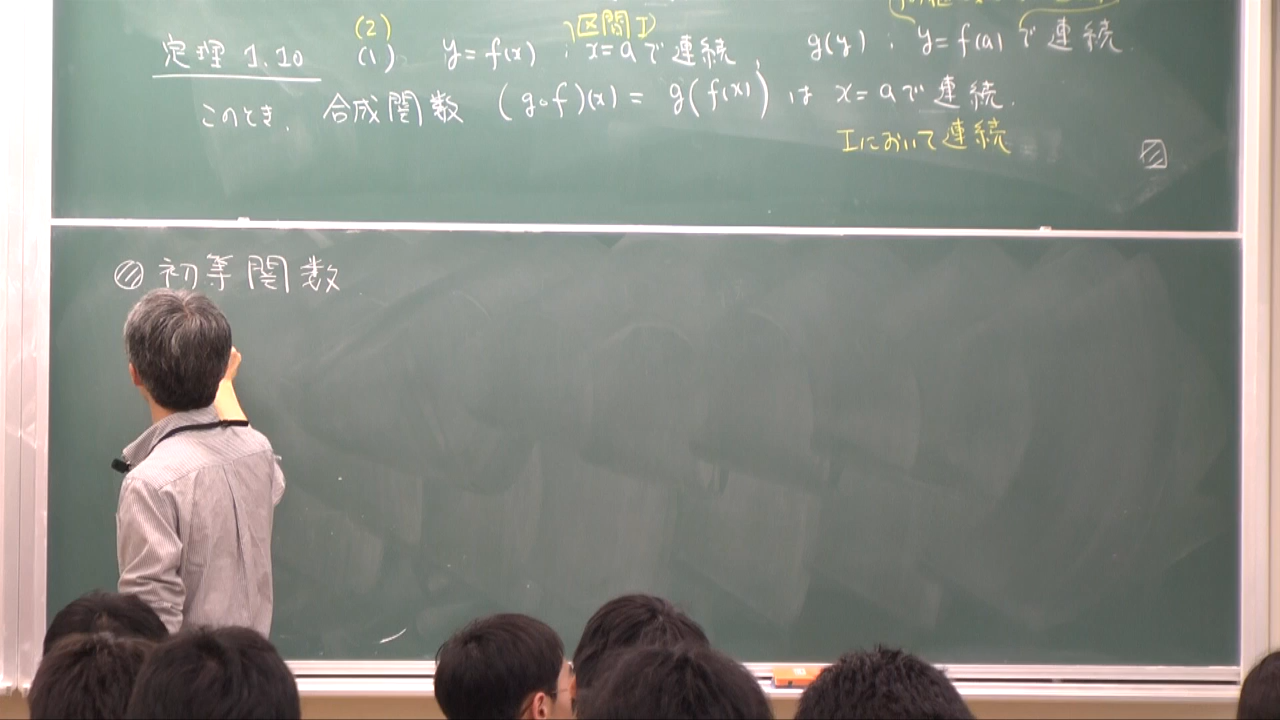 (2) 区間I
定理 1.10 (1) y=f(x) : x=aで連続, g(y) : y=f(a)で連続.
このとき, 合成関数 (g∘f)(x) = g(f(x)) は x=aで連続.
Iにおいて連続
初等関数